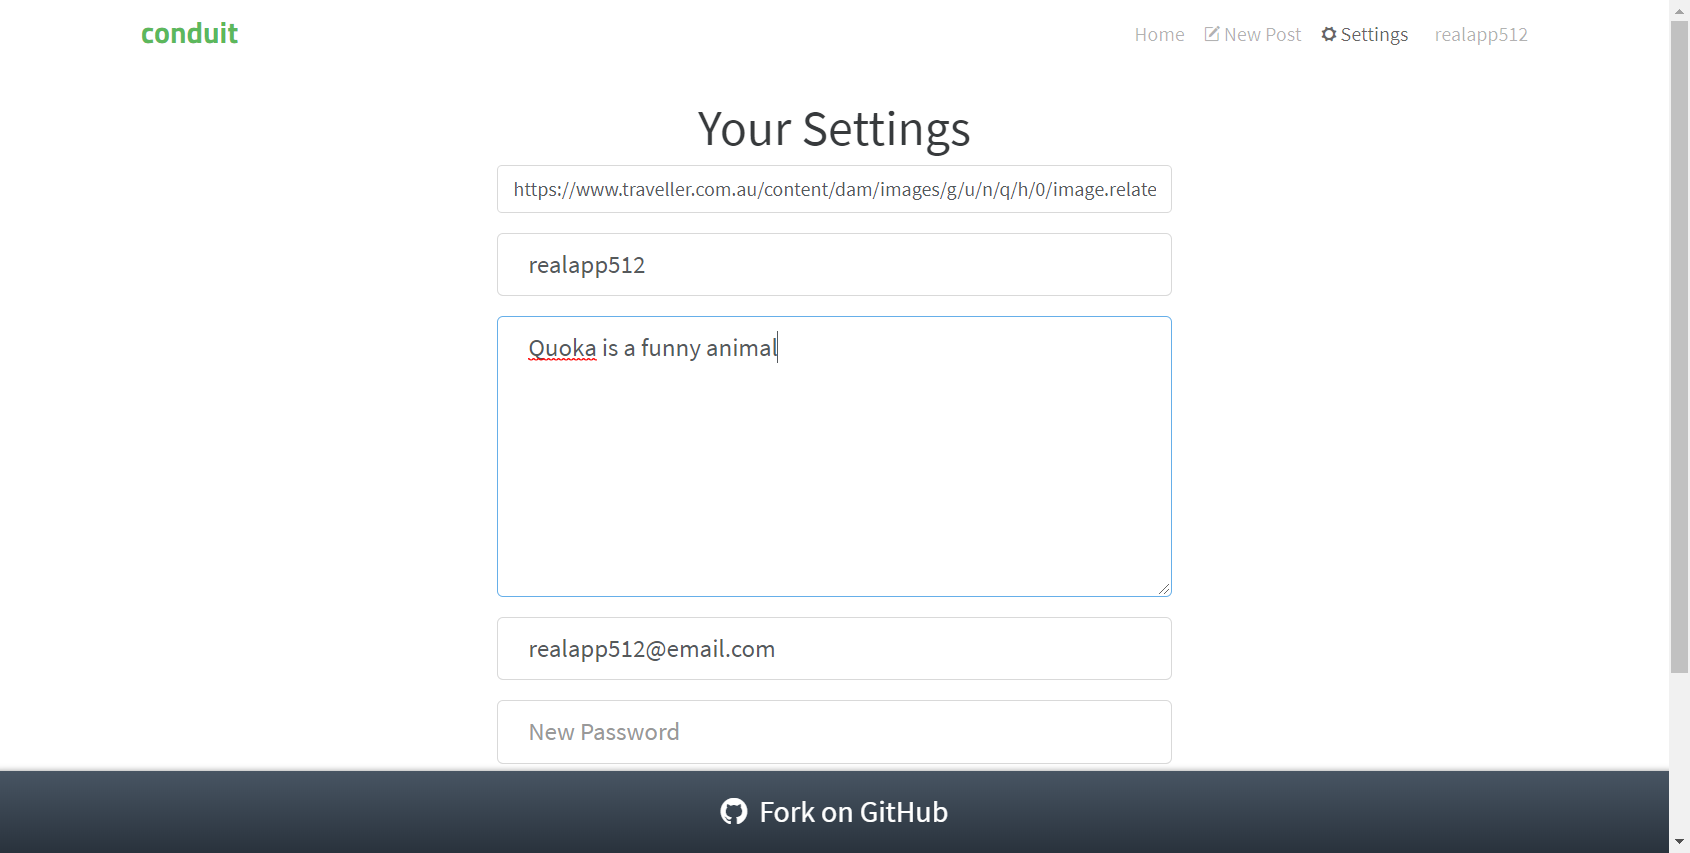 conduit
Home New Post Settings realapp512
Your Settings
https://www.traveller.com.au/content/dam/images/g/u/n/q/h/0/image.relate
realapp512
Quoka is a funny animal
realapp512@email.com
New Password
Fork on GitHub